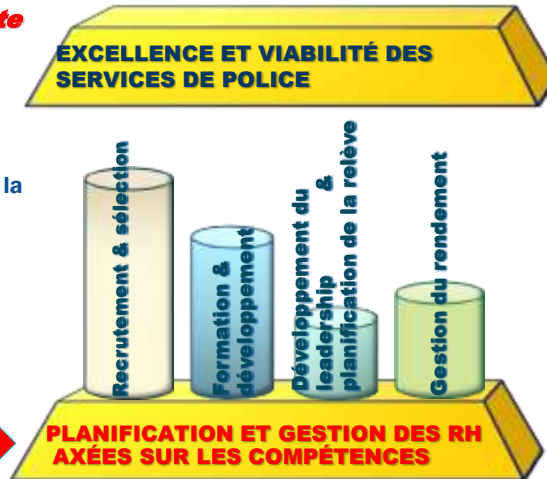 te
EXCELLENCE ET VIABILITÉ DES
SERVICES DE POLICE
la
Recrutement & sélection
Formation &
développement
Développement du
leadership &
planification de la relève
Gestion du rendement
PLANIFICATION ET GESTION DES RH
AXÉES SUR LES COMPÉTENCES